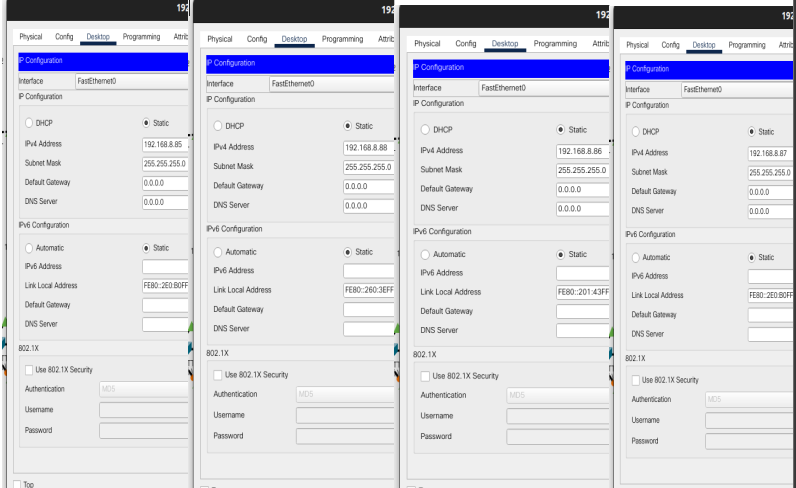 192
Physical Config Desktop Programming Attrib
IP Configuration
Interface FastEthernet0
IP Configuration
DHCP Static
IPv4 Address 192.168.8.85
Subnet Mask 255.255.255.0
Default Gateway 0.0.0.0
DNS Server 0.0.0.0
IPv6 Configuration
Automatic Static
IPv6 Address
Link Local Address FE80::2E0:B0FF
Default Gateway
DNS Server
802.1X
Use 802.1X Security
Authentication MD5
Username
Password
Top
192
Physical Config Desktop Programming Attrib
IP Configuration
Interface FastEthernet0
IP Configuration
DHCP Static
IPv4 Address 192.168.8.88
Subnet Mask 255.255.255.0
Default Gateway 0.0.0.0
DNS Server 0.0.0.0
IPv6 Configuration
Automatic Static
IPv6 Address
Link Local Address FE80::260:3EFF
Default Gateway
DNS Server
802.1X
Use 802.1X Security
Authentication MD5
Username
Password
192
Physical Config Desktop Programming Attrib
IP Configuration
Interface FastEthernet0
IP Configuration
DHCP Static
IPv4 Address 192.168.8.86
Subnet Mask 255.255.255.0
Default Gateway 0.0.0.0
DNS Server 0.0.0.0
IPv6 Configuration
Automatic Static
IPv6 Address
Link Local Address FE80::201:43FF
Default Gateway
DNS Server
802.1X
Use 802.1X Security
Authentication MD5
Username
Password
192
Physical Config Desktop Programming Attrib
IP Configuration
Interface FastEthernet0
IP Configuration
DHCP Static
IPv4 Address 192.168.8.87
Subnet Mask 255.255.255.0
Default Gateway 0.0.0.0
DNS Server 0.0.0.0
IPv6 Configuration
Automatic Static
IPv6 Address
Link Local Address FE80::2E0:B0FF
Default Gateway
DNS Server
802.1X
Use 802.1X Security
Authentication MD5
Username
Password